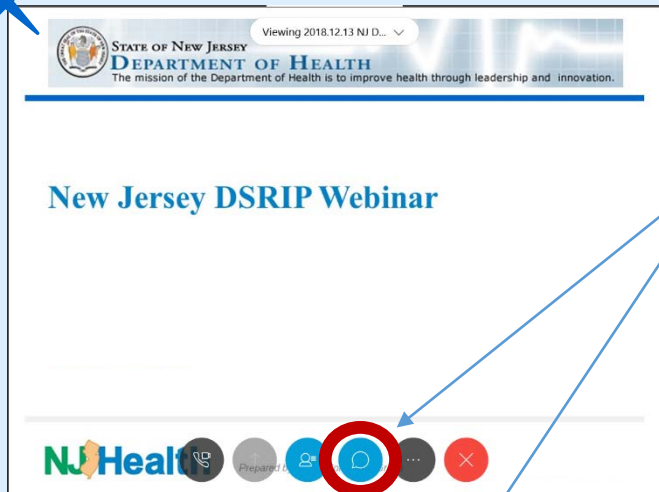 Viewing 2018.12.13 NJ D...
STATE OF NEW JERSEY
DEPARTMENT OF HEALTH
The mission of the Department of Health is to improve health through leadership and innovation.
New Jersey DSRIP Webinar
NJ Healt
Prepared b